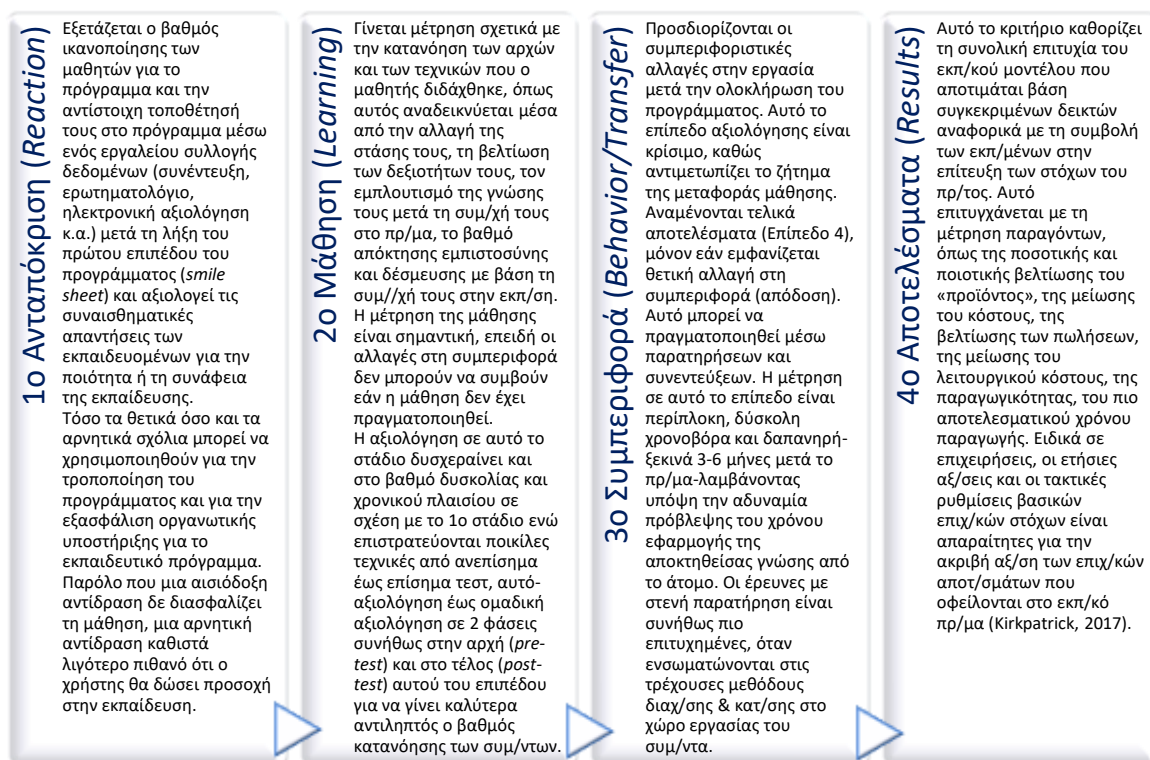 1ο Ανταπόκριση (Reaction)
Εξετάζεται ο βαθμός
ικανοποίησης των
μαθητών για το
πρόγραμμα και την
αντίστοιχη τοποθέτησή
τους στο πρόγραμμα μέσω
ενός εργαλείου συλλογής
δεδομένων (συνέντευξη,
ερωτηματολόγιο,
ηλεκτρονική αξιολόγηση
κ.α.) μετά τη λήξη του
πρώτου επιπέδου του
προγράμματος (smile
sheet) και αξιολογεί τις
συναισθηματικές
απαντήσεις των
εκπαιδευομένων για την
ποιότητα ή τη συνάφεια
της εκπαίδευσης.
Τόσο τα θετικά όσο και τα
αρνητικά σχόλια μπορεί να
χρησιμοποιηθούν για την
τροποποίηση του
προγράμματος και για την
εξασφάλιση οργανωτικής
υποστήριξης για το
εκπαιδευτικό πρόγραμμα.
Παρόλο που μια αισιόδοξη
αντίδραση δε διασφαλίζει
τη μάθηση, μια αρνητική
αντίδραση καθιστά
λιγότερο πιθανό ότι ο
χρήστης θα δώσει προσοχή
στην εκπαίδευση.
2ο Μάθηση (Learning)
Γίνεται μέτρηση σχετικά με
την κατανόηση των αρχών
και των τεχνικών που ο
μαθητής διδάχθηκε, όπως
αυτός αναδεικνύεται μέσα
από την αλλαγή της
στάσης τους, τη βελτίωση
των δεξιοτήτων τους, τον
εμπλουτισμό της γνώσης
τους μετά τη συμ/χή τους
στο πρ/μα, το βαθμό
απόκτησης εμπιστοσύνης
και δέσμευσης με βάση τη
συμ//χή τους στην εκπ/ση.
Η μέτρηση της μάθησης
είναι σημαντική, επειδή οι
αλλαγές στη συμπεριφορά
δεν μπορούν να συμβούν
εάν η μάθηση δεν έχει
πραγματοποιηθεί.
Η αξιολόγηση σε αυτό το
στάδιο δυσχεραίνει και
στο βαθμό δυσκολίας και
χρονικού πλαισίου σε
σχέση με το 1ο στάδιο ενώ
επιστρατεύονται ποικίλες
τεχνικές από ανεπίσημα
έως επίσημα τεστ, αυτό-
αξιολόγηση έως ομαδική
αξιολόγηση σε 2 φάσεις
συνήθως στην αρχή (pre-
test) και στο τέλος (post-
test) αυτού του επιπέδου
για να γίνει καλύτερα
αντιληπτός ο βαθμός
κατανόησης των συμ/ντων.
3ο Συμπεριφορά (Behavior/Transfer)
Προσδιορίζονται οι
συμπεριφοριστικές
αλλαγές στην εργασία
μετά την ολοκλήρωση του
προγράμματος. Αυτό το
επίπεδο αξιολόγησης είναι
κρίσιμο, καθώς
αντιμετωπίζει το ζήτημα
της μεταφοράς μάθησης.
Αναμένονται τελικά
αποτελέσματα (Επίπεδο 4),
μόνον εάν εμφανίζεται
θετική αλλαγή στη
συμπεριφορά (απόδοση).
Αυτό μπορεί να
πραγματοποιηθεί μέσω
παρατηρήσεων και
συνεντεύξεων. Η μέτρηση
σε αυτό το επίπεδο είναι
περίπλοκη, δύσκολη
χρονοβόρα και δαπανηρή-
ξεκινά 3-6 μήνες μετά το
πρ/μα-λαμβάνοντας
υπόψη την αδυναμία
πρόβλεψης του χρόνου
εφαρμογής της
αποκτηθείσας γνώσης από
το άτομο. Οι έρευνες με
στενή παρατήρηση είναι
συνήθως πιο
επιτυχημένες, όταν
ενσωματώνονται στις
τρέχουσες μεθόδους
διαχ/σης & κατ/σης στο
χώρο εργασίας του
συμ/ντα.
4ο Αποτελέσματα (Results)
Αυτό το κριτήριο καθορίζει
τη συνολική επιτυχία του
εκπ/κού μοντέλου που
αποτιμάται βάση
συγκεκριμένων δεικτών
αναφορικά με τη συμβολή
των εκπ/μένων στην
επίτευξη των στόχων του
πρ/τος. Αυτό
επιτυγχάνεται με τη
μέτρηση παραγόντων,
όπως της ποσοτικής και
ποιοτικής βελτίωσης του
«προϊόντος», της μείωσης
του κόστους, της
βελτίωσης των πωλήσεων,
της μείωσης του
λειτουργικού κόστους, της
παραγωγικότητας, του πιο
αποτελεσματικού χρόνου
παραγωγής. Ειδικά σε
επιχειρήσεις, οι ετήσιες
αξ/σεις και οι τακτικές
ρυθμίσεις βασικών
επιχ/κών στόχων είναι
απαραίτητες για την
ακριβή αξ/ση των επιχ/κών
αποτ/σμάτων που
οφείλονται στο εκπ/κό
πρ/μα (Kirkpatrick, 2017).